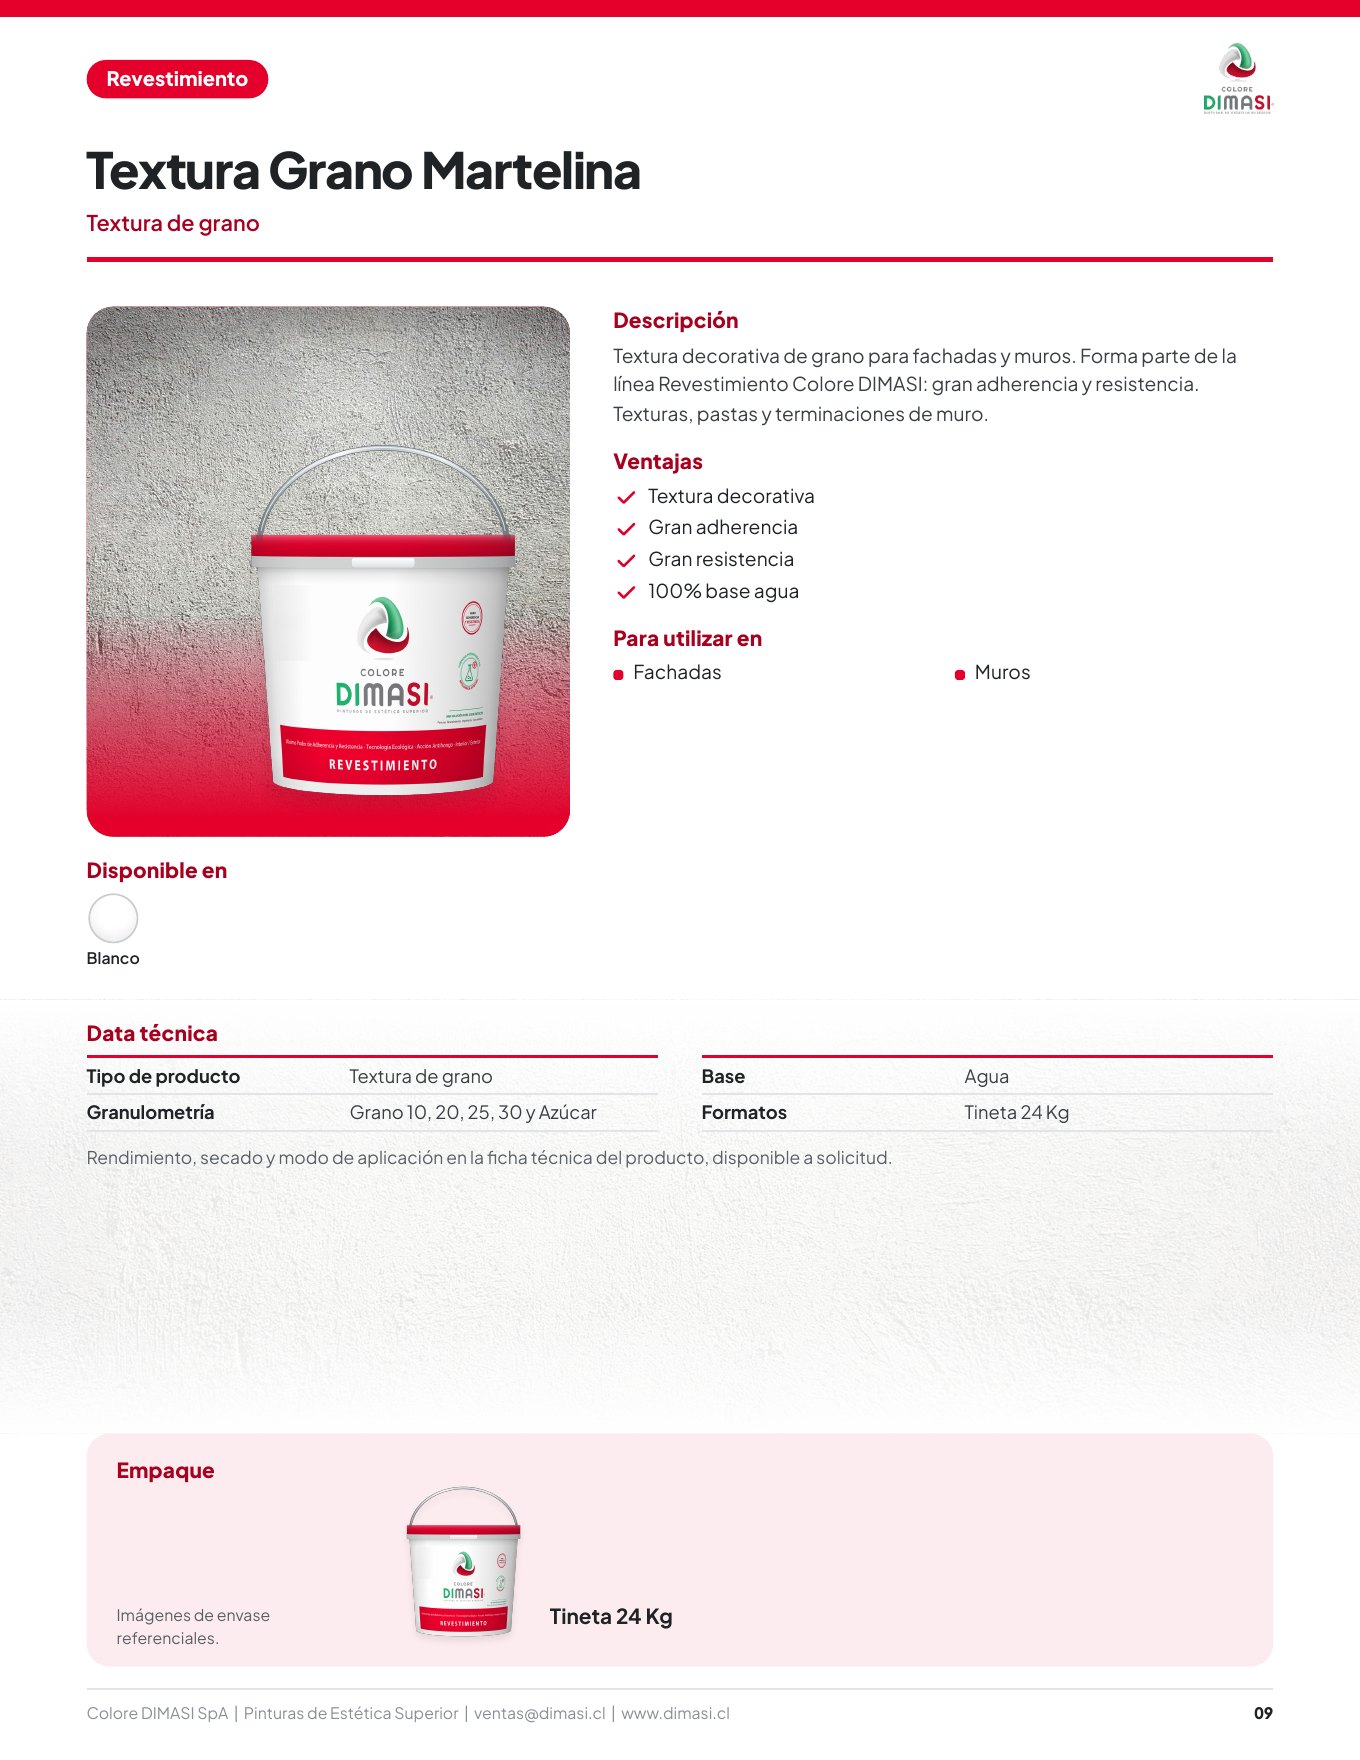 Revestimiento
COLORE
DIMASI
Textura Grano Martelina
Textura de grano
Descripción
Textura decorativa de grano para fachadas y muros. Forma parte de la
línea Revestimiento Colore DIMASI: gran adherencia y resistencia.
Texturas, pastas y terminaciones de muro.
Ventajas
Textura decorativa
Gran adherencia
Gran resistencia
100% base agua
Para utilizar en
Fachadas
Muros
COLORE
DIMASI
PINTURAS DE ESTÉTICA SUPERIOR
REVESTIMIENTO
Disponible en
Blanco
Data técnica
Tipo de producto Textura de grano
Base Agua
Granulometría Grano 10, 20, 25, 30 y Azúcar
Formatos Tineta 24 Kg
Rendimiento, secado y modo de aplicación en la ficha técnica del producto, disponible a solicitud.
Empaque
COLORE
DIMASI
REVESTIMIENTO
Imágenes de envase
referenciales.
Tineta 24 Kg
Colore DIMASI SpA | Pinturas de Estética Superior | ventas@dimasi.cl | www.dimasi.cl
09